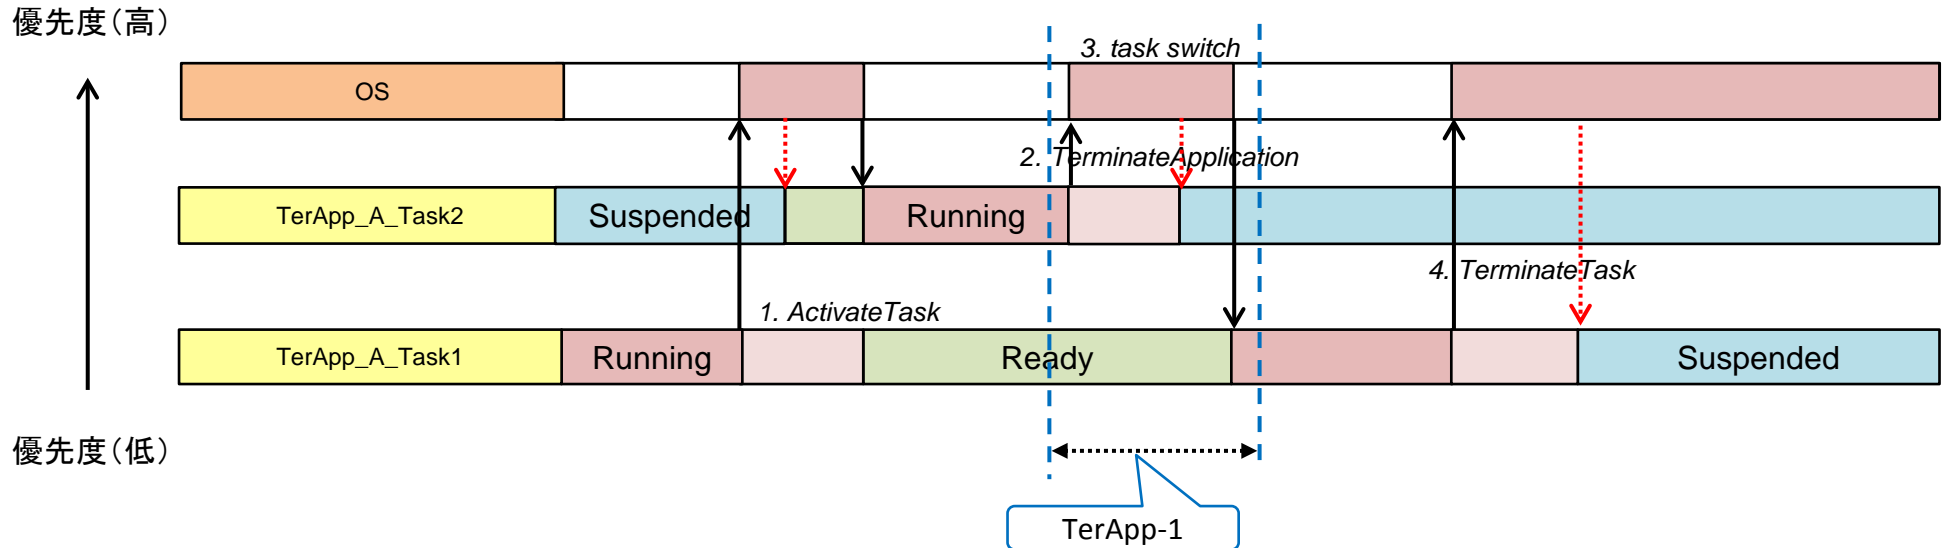 優先度（高）
3. task switch
OS
2. TerminateApplication
TerApp_A_Task2
Suspended
Running
4. TerminateTask
1. ActivateTask
TerApp_A_Task1
Running
Ready
Suspended
優先度（低）
TerApp-1